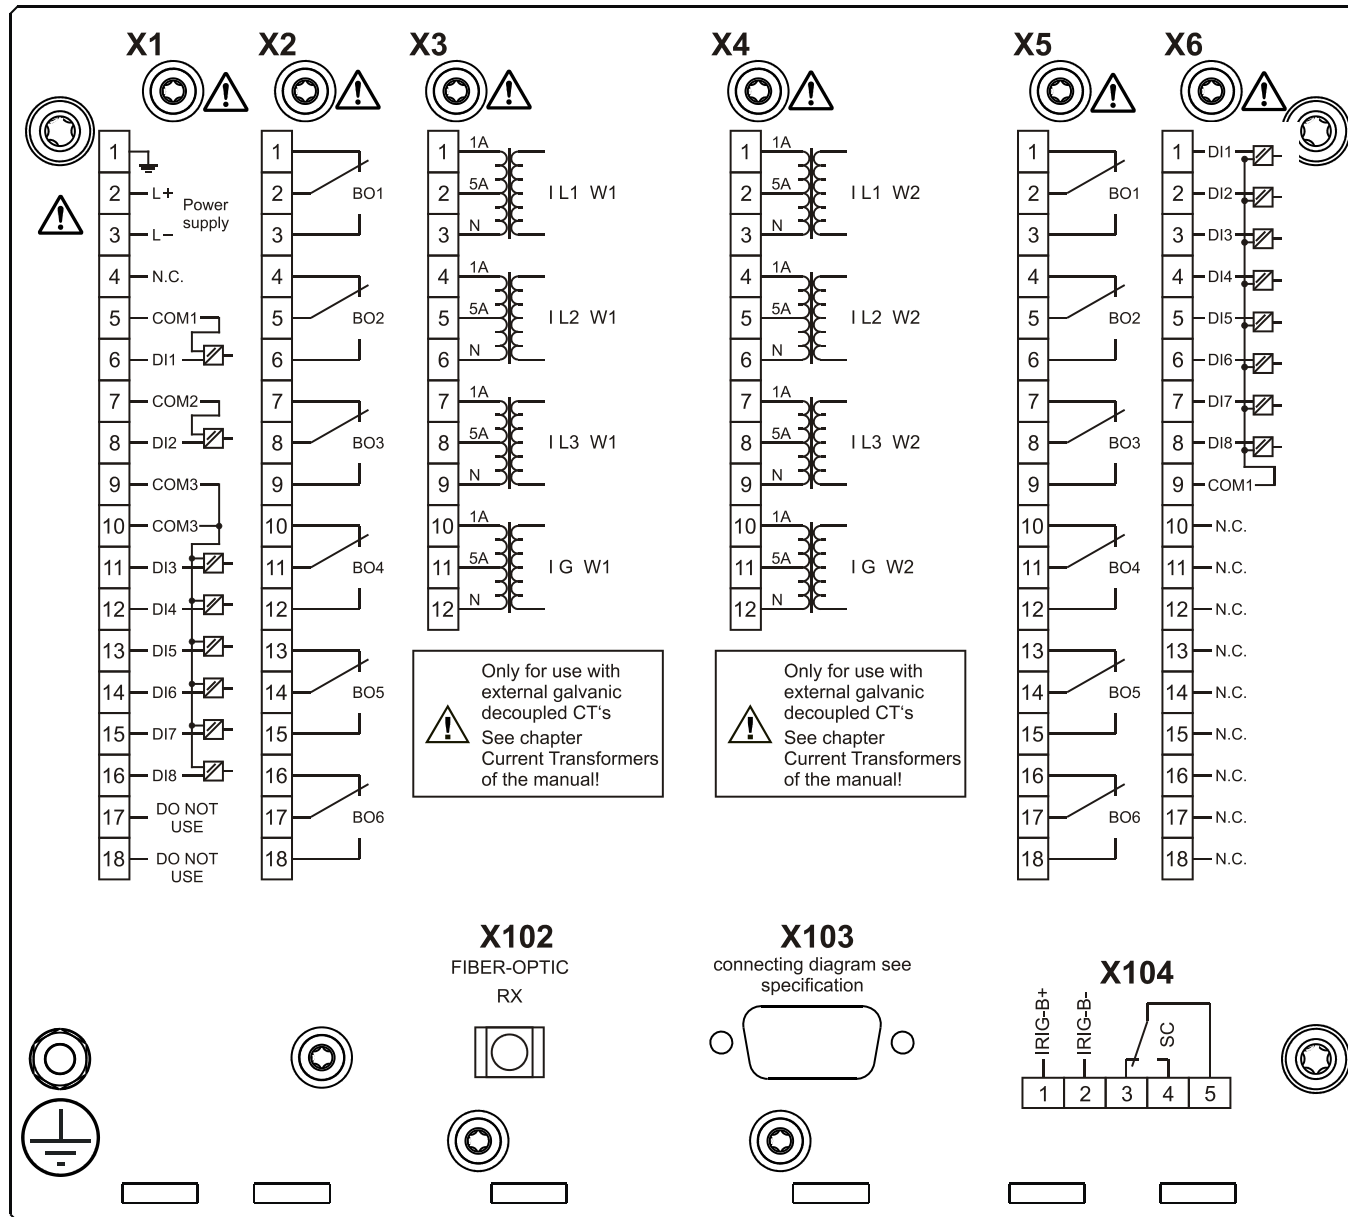 X1
1
2 L+
Power
supply
3 L–
4 N.C.
5 COM1
6 DI1
7 COM2
8 DI2
9 COM3
10 COM3
11 DI3
12 DI4
13 DI5
14 DI6
15 DI7
16 DI8
17 DO NOT
USE
18 DO NOT
USE
X2
1
2 BO1
3
4
5 BO2
6
7
8 BO3
9
10
11 BO4
12
13
14 BO5
15
16
17 BO6
18
X3
1 1A
2 5A I L1 W1
3 N
4 1A
5 5A I L2 W1
6 N
7 1A
8 5A I L3 W1
9 N
10 1A
11 5A I G W1
12 N
Only for use with
external galvanic
decoupled CT‘s
See chapter
Current Transformers
of the manual!
X4
1 1A
2 5A I L1 W2
3 N
4 1A
5 5A I L2 W2
6 N
7 1A
8 5A I L3 W2
9 N
10 1A
11 5A I G W2
12 N
Only for use with
external galvanic
decoupled CT‘s
See chapter
Current Transformers
of the manual!
X5
1
2 BO1
3
4
5 BO2
6
7
8 BO3
9
10
11 BO4
12
13
14 BO5
15
16
17 BO6
18
X6
1 DI1
2 DI2
3 DI3
4 DI4
5 DI5
6 DI6
7 DI7
8 DI8
9 COM1
10 N.C.
11 N.C.
12 N.C.
13 N.C.
14 N.C.
15 N.C.
16 N.C.
17 N.C.
18 N.C.
X102
FIBER-OPTIC
RX
X103
connecting diagram see
specification
X104
IRIG-B+
IRIG-B-
SC
1 2 3 4 5